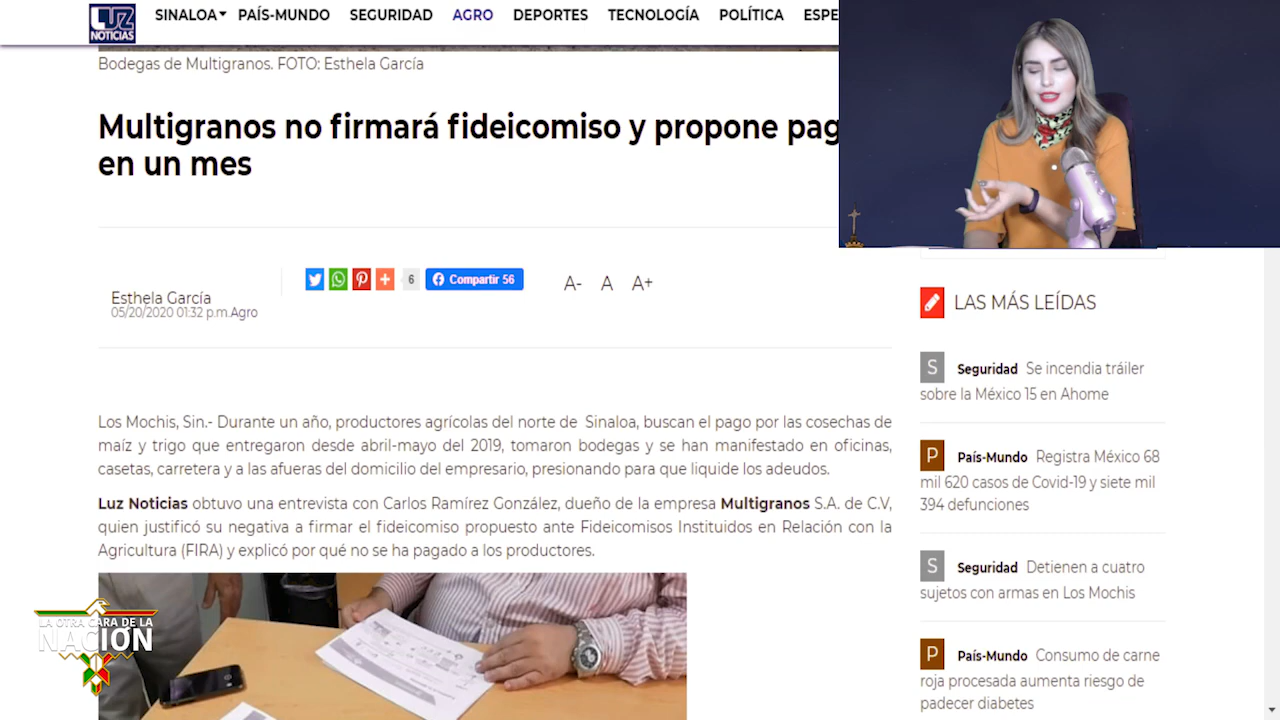 LUZ
NOTICIAS
SINALOA PAÍS-MUNDO SEGURIDAD AGRO DEPORTES TECNOLOGÍA POLÍTICA ESPE
Bodegas de Multigranos. FOTO: Esthela García
Multigranos no firmará fideicomiso y propone pag
en un mes
Esthela García
05/20/2020 01:32 p.m.Agro
6
Compartir 56
A- A A+
Los Mochis, Sin.- Durante un año, productores agrícolas del norte de Sinaloa, buscan el pago por las cosechas de
maíz y trigo que entregaron desde abril-mayo del 2019, tomaron bodegas y se han manifestado en oficinas,
casetas, carretera y a las afueras del domicilio del empresario, presionando para que liquide los adeudos.
Luz Noticias obtuvo una entrevista con Carlos Ramírez González, dueño de la empresa Multigranos S.A. de C.V,
quien justificó su negativa a firmar el fideicomiso propuesto ante Fideicomisos Instituidos en Relación con la
Agricultura (FIRA) y explicó por qué no se ha pagado a los productores.
LAS MÁS LEÍDAS
S Seguridad Se incendia tráiler
sobre la México 15 en Ahome
P País-Mundo Registra México 68
mil 620 casos de Covid-19 y siete mil
394 defunciones
S Seguridad Detienen a cuatro
sujetos con armas en Los Mochis
P País-Mundo Consumo de carne
roja procesada aumenta riesgo de
padecer diabetes
LA OTRA CARA DE LA
NACIÓN